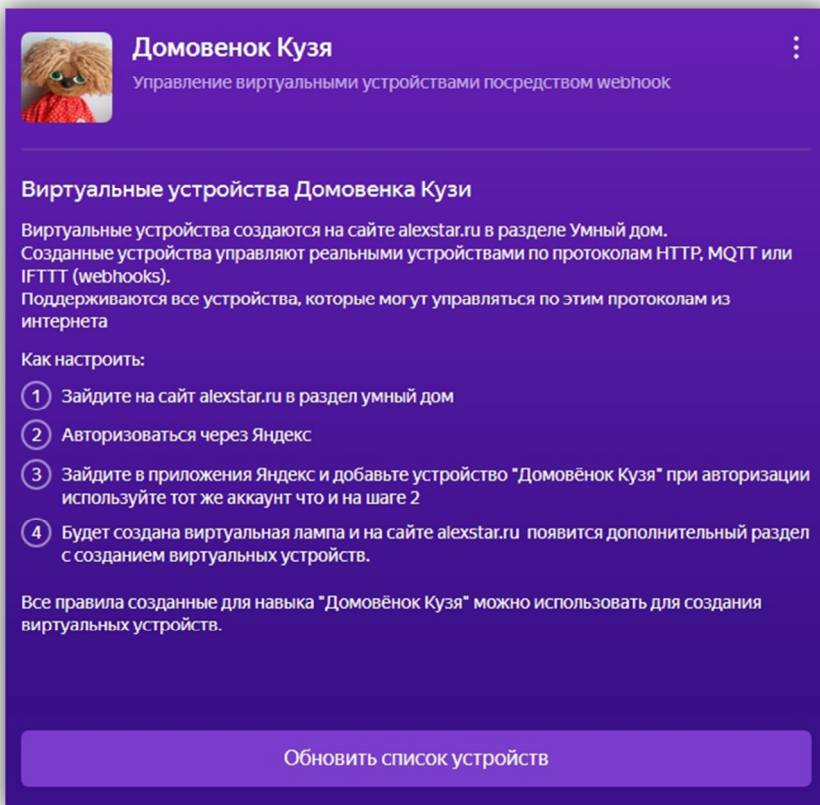 Домовенок Кузя
Управление виртуальными устройствами посредством webhook
Виртуальные устройства Домовенка Кузи
Виртуальные устройства создаются на сайте alexstar.ru в разделе Умный дом.
Созданные устройства управляют реальными устройствами по протоколам HTTP, MQTT или
IFTTT (webhooks).
Поддерживаются все устройства, которые могут управляться по этим протоколам из
интернета
Как настроить:
1 Зайдите на сайт alexstar.ru в раздел умный дом
2 Авторизоваться через Яндекс
3 Зайдите в приложения Яндекс и добавьте устройство "Домовёнок Кузя" при авторизации
используйте тот же аккаунт что и на шаге 2
4 Будет создана виртуальная лампа и на сайте alexstar.ru появится дополнительный раздел
с созданием виртуальных устройств.
Все правила созданные для навыка "Домовёнок Кузя" можно использовать для создания
виртуальных устройств.
Обновить список устройств